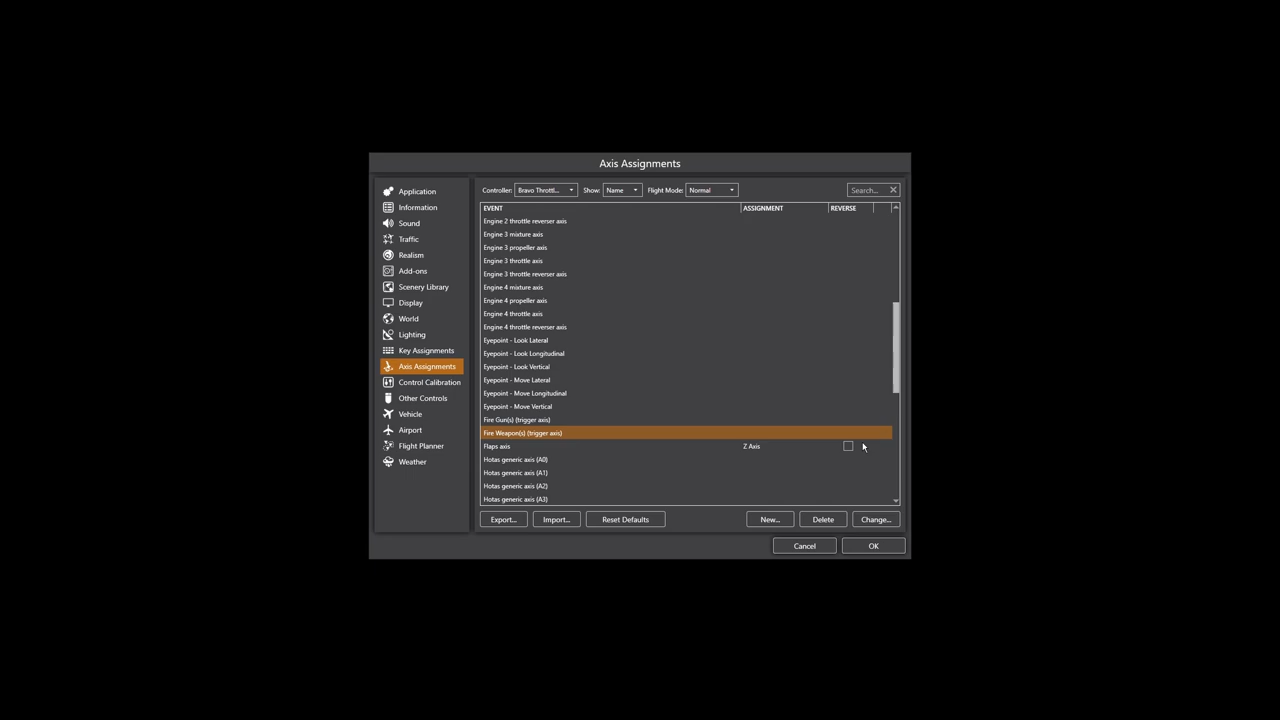 Axis Assignments
Controller: Bravo Throttl... Show: Name Flight Mode: Normal Search...
Application
Information
Sound
Traffic
Realism
Add-ons
Scenery Library
Display
World
Lighting
Key Assignments
Axis Assignments
Control Calibration
Other Controls
Vehicle
Airport
Flight Planner
Weather
EVENT ASSIGNMENT REVERSE
Engine 2 throttle reverser axis
Engine 3 mixture axis
Engine 3 propeller axis
Engine 3 throttle axis
Engine 3 throttle reverser axis
Engine 4 mixture axis
Engine 4 propeller axis
Engine 4 throttle axis
Engine 4 throttle reverser axis
Eyepoint - Look Lateral
Eyepoint - Look Longitudinal
Eyepoint - Look Vertical
Eyepoint - Move Lateral
Eyepoint - Move Longitudinal
Eyepoint - Move Vertical
Fire Gun(s) (trigger axis)
Fire Weapon(s) (trigger axis)
Flaps axis Z Axis
Hotas generic axis (A0)
Hotas generic axis (A1)
Hotas generic axis (A2)
Hotas generic axis (A3)
Export... Import... Reset Defaults New... Delete Change...
Cancel OK